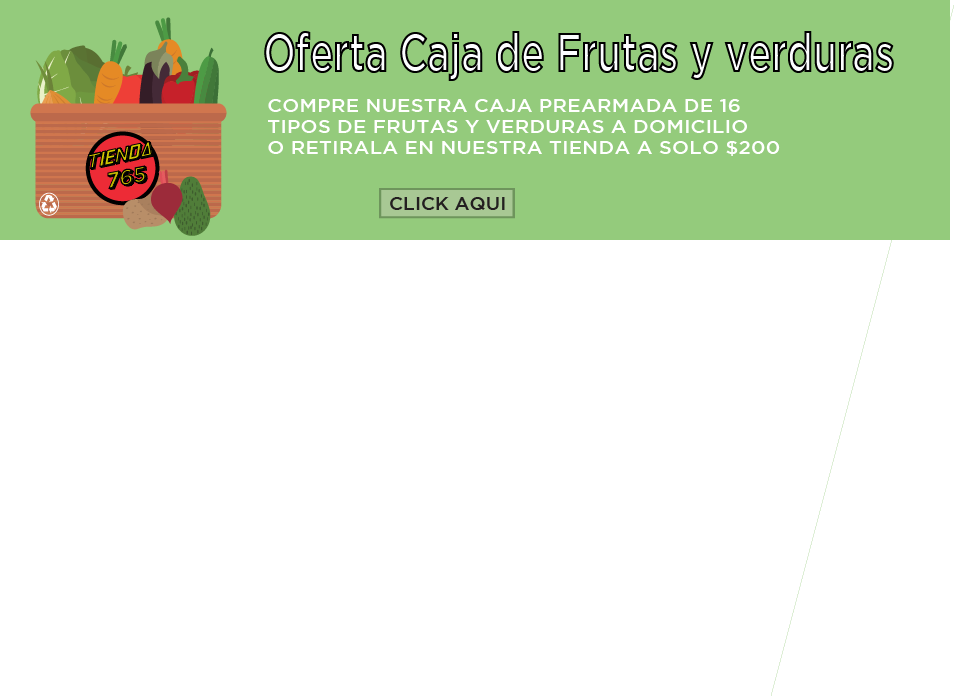 Oferta Caja de Frutas y verduras
COMPRE NUESTRA CAJA PREARMADA DE 16
TIPOS DE FRUTAS Y VERDURAS A DOMICILIO
O RETIRALA EN NUESTRA TIENDA A SOLO $200
TIENDA
765
CLICK AQUI